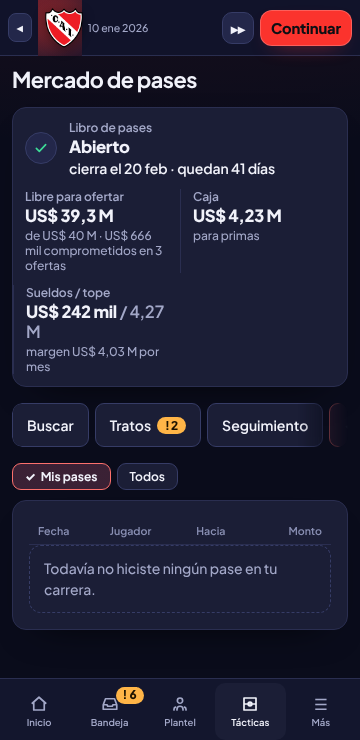 C.A.I.
10 ene 2026
Continuar
Mercado de pases
Libro de pases
Abierto
cierra el 20 feb · quedan 41 días
Libre para ofertar
US$ 39,3 M
de US$ 40 M · US$ 666
mil comprometidos en 3
ofertas
Caja
US$ 4,23 M
para primas
Sueldos / tope
US$ 242 mil / 4,27
M
margen US$ 4,03 M por
mes
Buscar
Tratos ! 2
Seguimiento
Mis pases
Todos
Fecha Jugador Hacia Monto
Todavía no hiciste ningún pase en tu
carrera.
! 6
Inicio Bandeja Plantel Tácticas Más